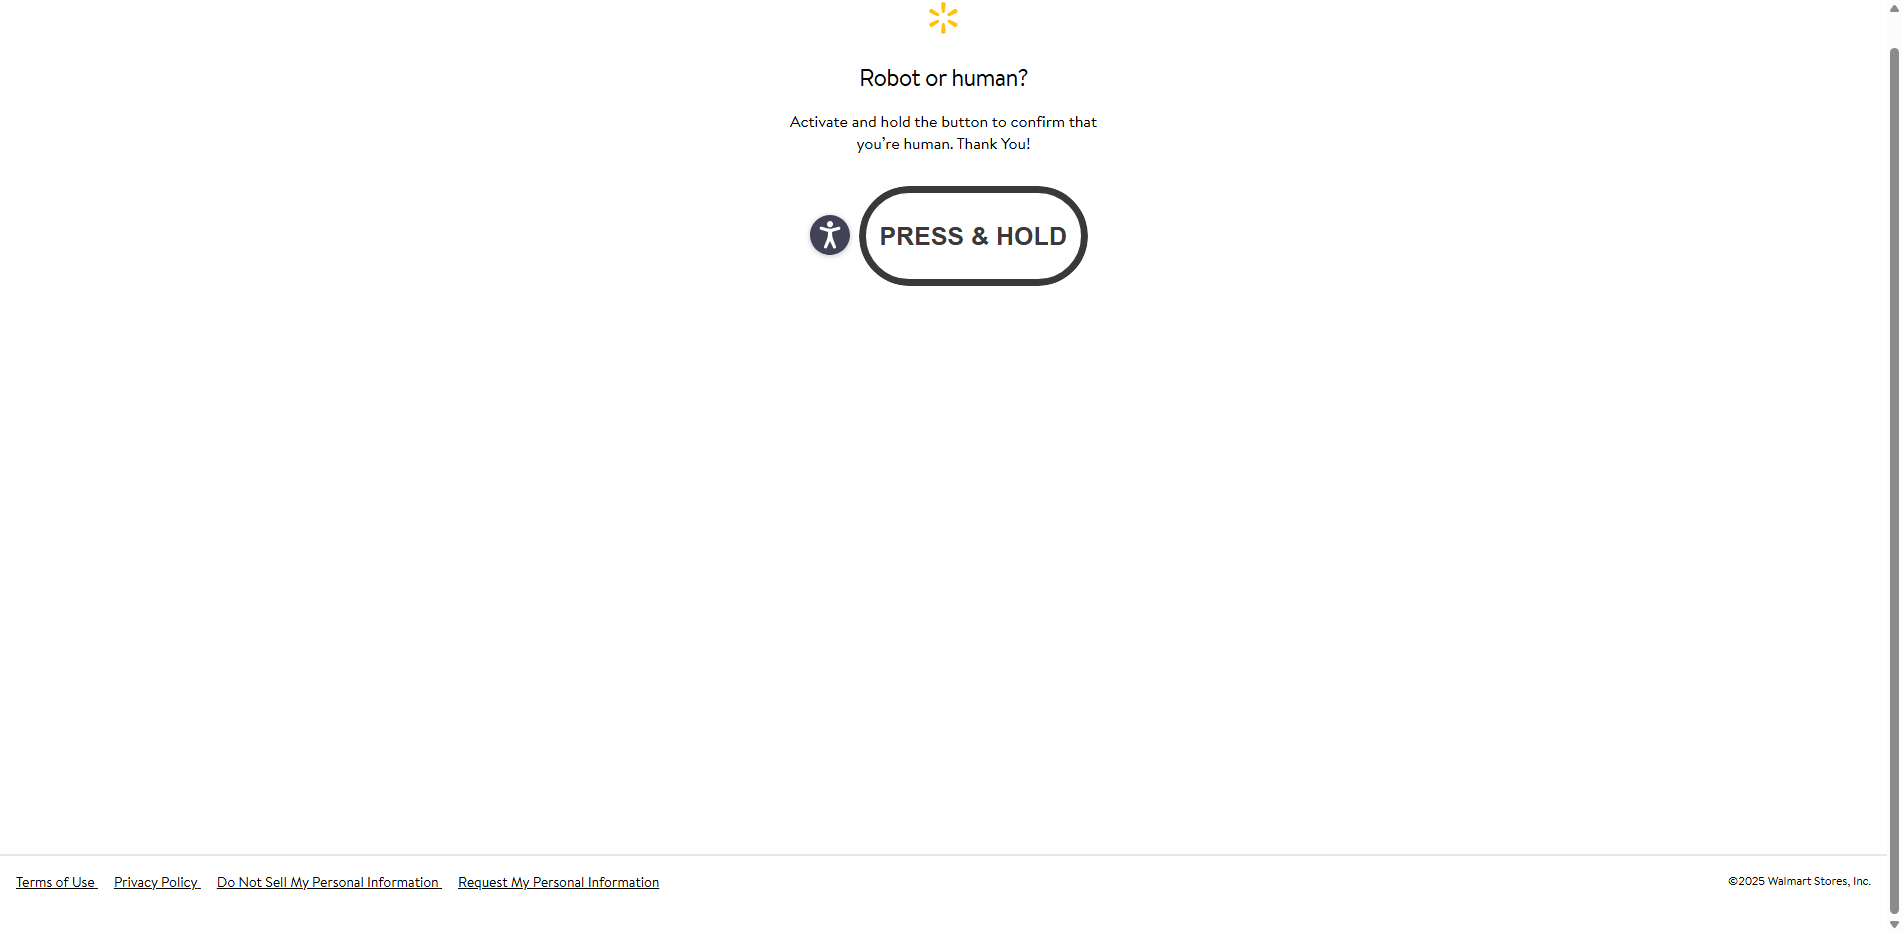 Robot or human?
Activate and hold the button to confirm that
you’re human. Thank You!
PRESS & HOLD
Terms of Use Privacy Policy Do Not Sell My Personal Information Request My Personal Information ©2025 Walmart Stores, Inc.